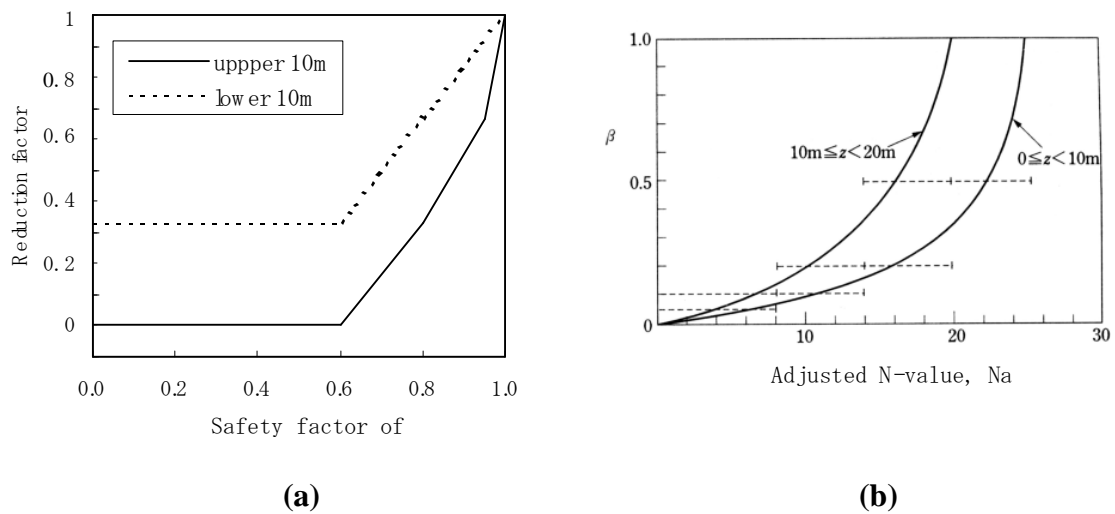 Reduction factor
1
0.8
0.6
0.4
0.2
0
uppper 10m
lower 10m
0.0 0.2 0.4 0.6 0.8 1.0
Safety factor of
(a)
β
1.0
0.5
0
10m≦z<20m
0≦z<10m
10 20 30
Adjusted N-value, Na
(b)